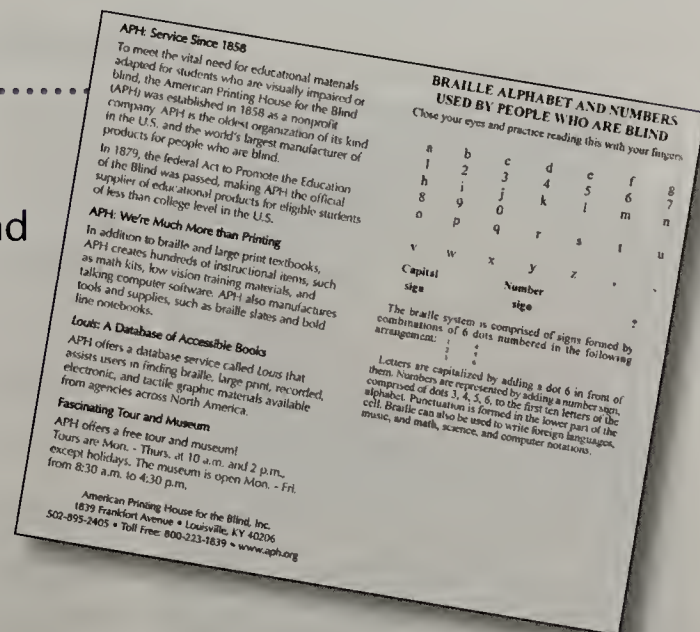 nd
APH: Service Since 1858
To meet the vital need for educational materials
adapted for students who are visually impaired or
blind, the American Printing House for the Blind
(APH) was established in 1858 as a nonprofit
company. APH is the oldest organization of its kind
in the U.S. and the world's largest manufacturer of
products for people who are blind.
In 1879, the federal Act to Promote the Education
of the Blind was passed, making APH the official
supplier of educational products for eligible students
of less than college level in the U.S.
APH: We're Much More than Printing
In addition to braille and large print textbooks,
APH creates hundreds of instructional items, such
as math kits, low vision training materials, and
talking computer software. APH also manufactures
tools and supplies, such as braille slates and bold
line notebooks.
Louis: A Database of Accessible Books
APH offers a database service called Louis that
assists users in finding braille, large print, recorded,
electronic, and tactile graphic materials available
from agencies across North America.
Fascinating Tour and Museum
APH offers a free tour and museum!
Tours are Mon. - Thurs. at 10 a.m. and 2 p.m.,
except holidays. The museum is open Mon. - Fri.
from 8:30 a.m. to 4:30 p.m.
American Printing House for the Blind, Inc.
1839 Frankfort Avenue • Louisville, KY 40206
502-895-2405 • Toll Free: 800-223-1839 • www.aph.org
BRAILLE ALPHABET AND NUMBERS
USED BY PEOPLE WHO ARE BLIND
Close your eyes and practice reading this with your fingers
a b c d e f g
1 2 3 4 5 6 7
h i j k l m n
8 9 0
o p q r s t u
v w x y z . ,
Capital Number
sign sign ?
The braille system is comprised of signs formed by
combinations of 6 dots numbered in the following
arrangement: 1 4
2 5
3 6
Letters are capitalized by adding a dot 6 in front of
them. Numbers are represented by adding a number sign,
comprised of dots 3, 4, 5, 6, to the first ten letters of the
alphabet. Punctuation is formed in the lower part of the
cell. Braille can also be used to write foreign languages,
music, and math, science, and computer notations.